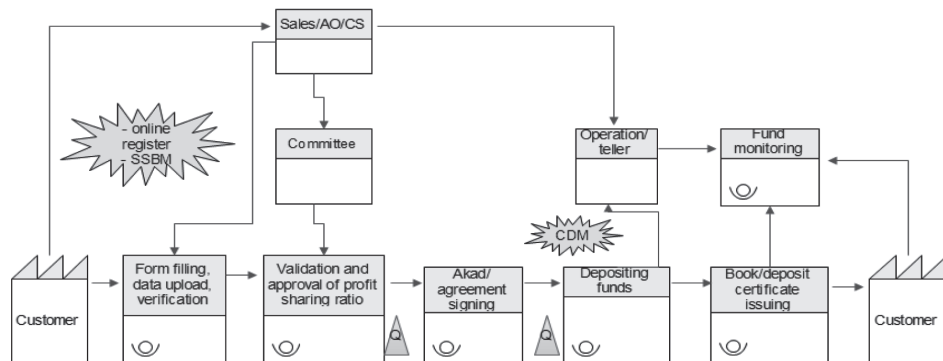 Sales/AO/CS
- online
register
- SSBM
Committee
Operation/
teller
Fund
monitoring
CDM
Customer
Form filling,
data upload,
verification
Validation and
approval of profit
sharing ratio
Q
Akad/
agreement
signing
Q
Depositing
funds
Book/deposit
certificate
issuing
Customer